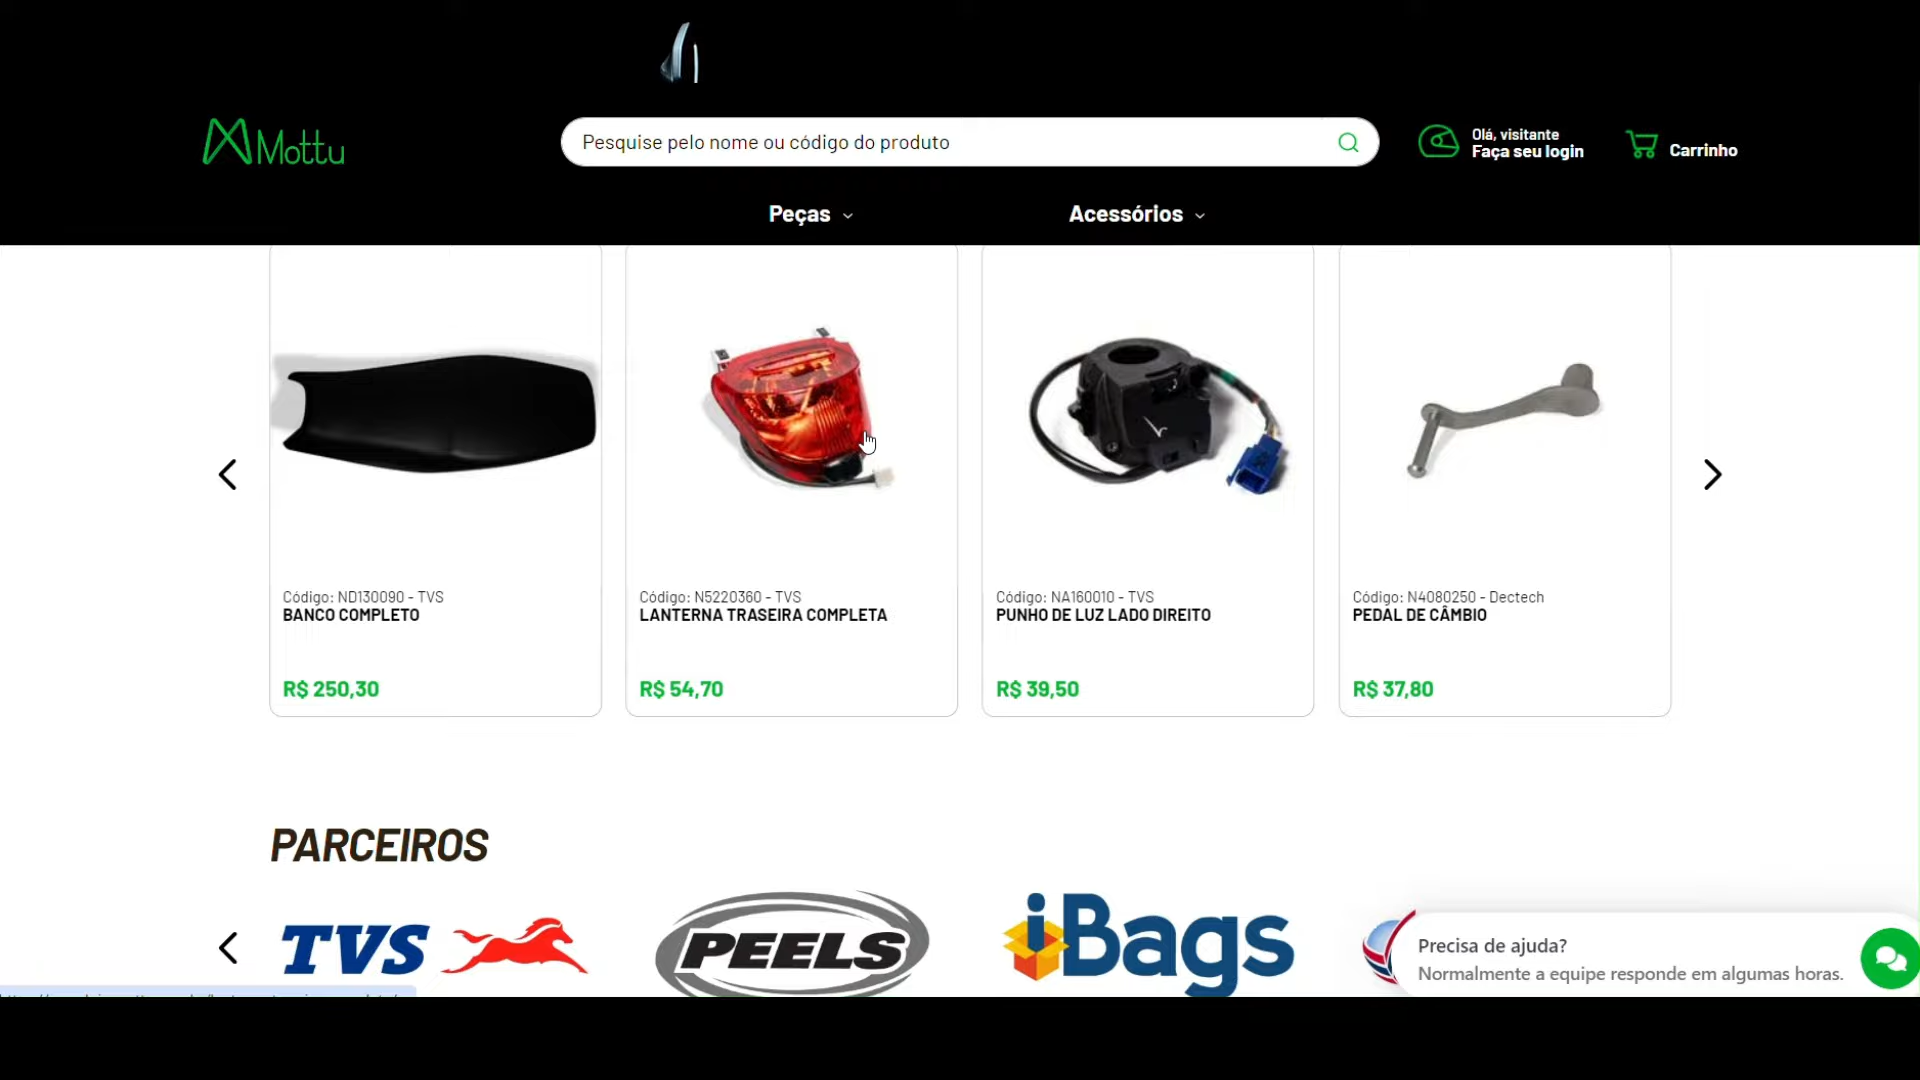 Mottu
Pesquise pelo nome ou código do produto
Olá, visitante
Faça seu login
Carrinho
Peças
Acessórios
Código: ND130090 - TVS
BANCO COMPLETO
R$ 250,30
Código: N5220360 - TVS
LANTERNA TRASEIRA COMPLETA
R$ 54,70
Código: NA160010 - TVS
PUNHO DE LUZ LADO DIREITO
R$ 39,50
Código: N4080250 - Dectech
PEDAL DE CÂMBIO
R$ 37,80
PARCEIROS
TVS
PEELS
iBags
Precisa de ajuda?
Normalmente a equipe responde em algumas horas.